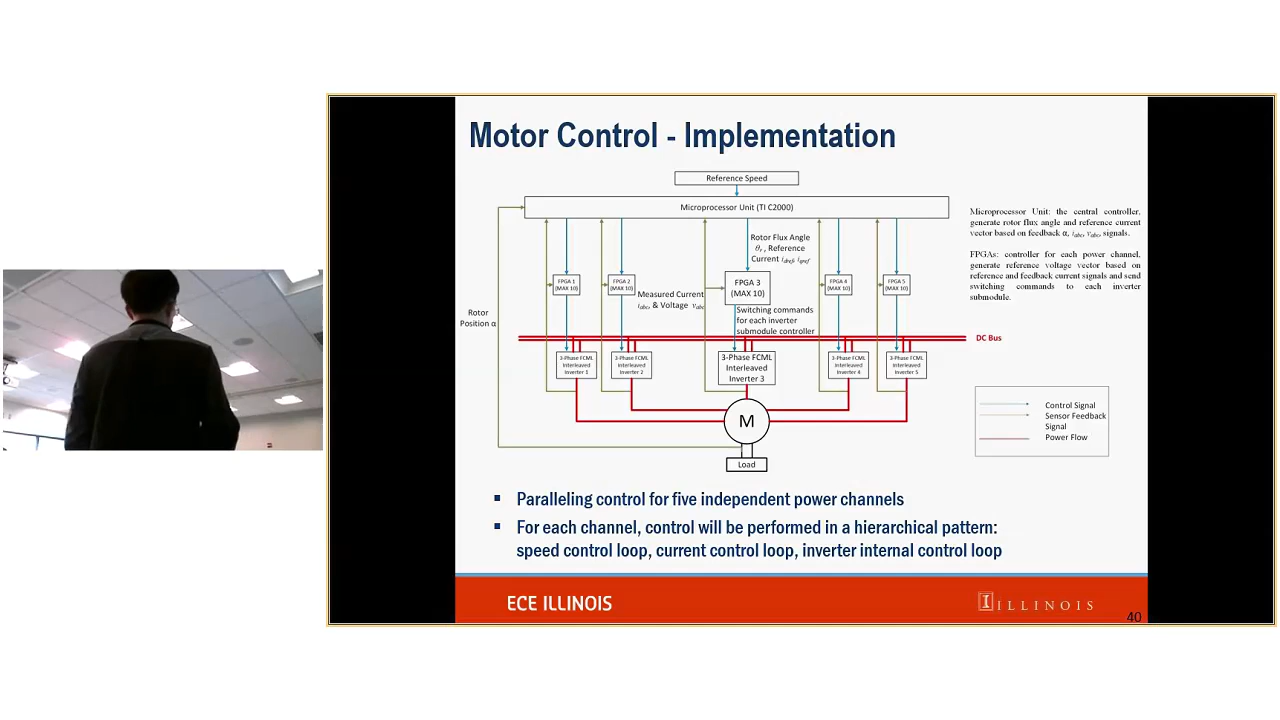 Motor Control - Implementation
Reference Speed
Microprocessor Unit (TI C2000)
Rotor Flux Angle
θr , Reference
Current idref, iqref
FPGA 1
(MAX 10)
FPGA 2
(MAX 10)
FPGA 3
(MAX 10)
FPGA 4
(MAX 10)
FPGA 5
(MAX 10)
Measured Current
iabc, & Voltage vabc
Rotor
Position α
Switching commands
for each inverter
submodule controller
DC Bus
3-Phase FCML
Interleaved
Inverter 1
3-Phase FCML
Interleaved
Inverter 2
3-Phase FCML
Interleaved
Inverter 3
3-Phase FCML
Interleaved
Inverter 4
3-Phase FCML
Interleaved
Inverter 5
M
Load
Microprocessor Unit: the central controller,
generate rotor flux angle and reference current
vector based on feedback α, iabc, vabc, signals.
FPGAs: controller for each power channel,
generate reference voltage vector based on
reference and feedback current signals and send
switching commands to each inverter
submodule.
Control Signal
Sensor Feedback
Signal
Power Flow
▪ Paralleling control for five independent power channels
▪ For each channel, control will be performed in a hierarchical pattern:
speed control loop, current control loop, inverter internal control loop
ECE ILLINOIS
I ILLINOIS
40